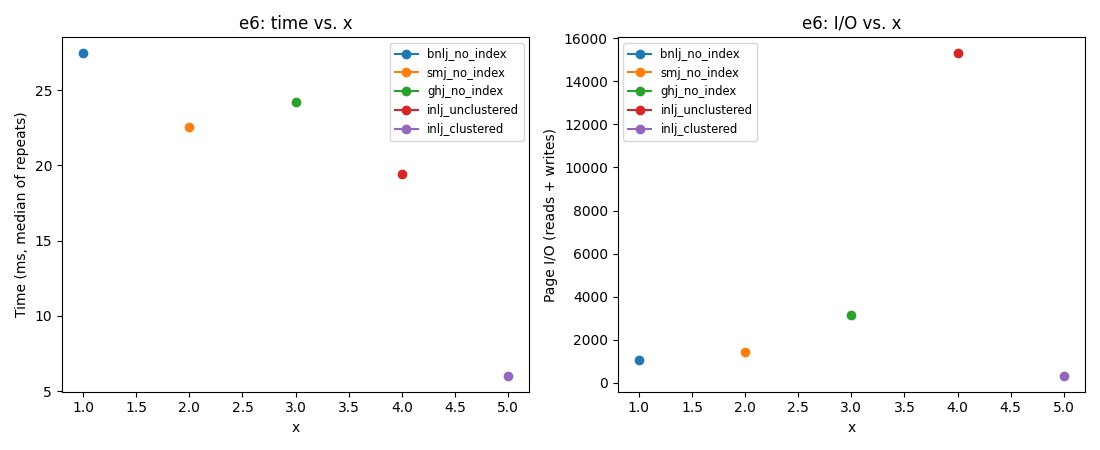 e6: time vs. x
Time (ms, median of repeats)
25
20
15
10
5
1.0 1.5 2.0 2.5 3.0 3.5 4.0 4.5 5.0
x
bnlj_no_index
smj_no_index
ghj_no_index
inlj_unclustered
inlj_clustered
e6: I/O vs. x
Page I/O (reads + writes)
16000
14000
12000
10000
8000
6000
4000
2000
0
1.0 1.5 2.0 2.5 3.0 3.5 4.0 4.5 5.0
x
bnlj_no_index
smj_no_index
ghj_no_index
inlj_unclustered
inlj_clustered